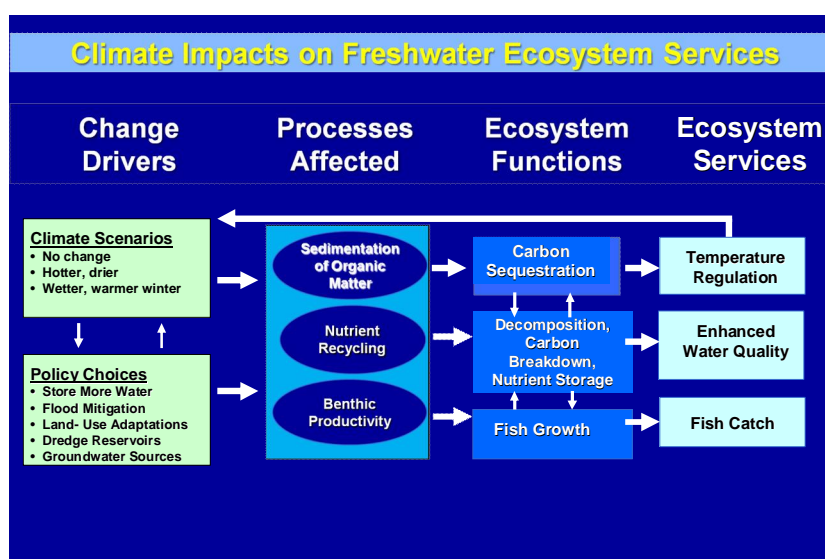 Climate Impacts on Freshwater Ecosystem Services
Change
Drivers
Processes
Affected
Ecosystem
Functions
Ecosystem
Services
Climate Scenarios
• No change
• Hotter, drier
• Wetter, warmer winter
Policy Choices
• Store More Water
• Flood Mitigation
• Land- Use Adaptations
• Dredge Reservoirs
• Groundwater Sources
Sedimentation
of Organic
Matter
Nutrient
Recycling
Benthic
Productivity
Carbon
Sequestration
Decomposition,
Carbon
Breakdown,
Nutrient Storage
Fish Growth
Temperature
Regulation
Enhanced
Water Quality
Fish Catch